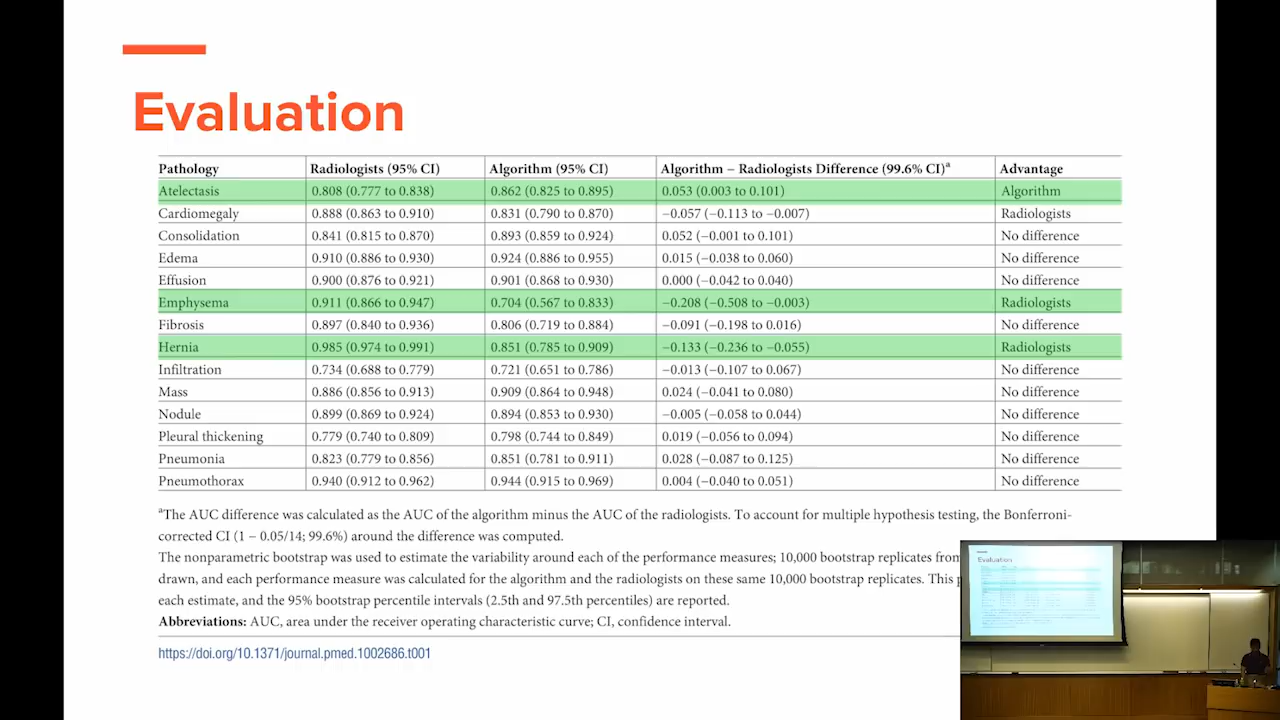 Evaluation
Pathology Radiologists (95% CI) Algorithm (95% CI) Algorithm − Radiologists Difference (99.6% CI)a Advantage
Atelectasis 0.808 (0.777 to 0.838) 0.862 (0.825 to 0.895) 0.053 (0.003 to 0.101) Algorithm
Cardiomegaly 0.888 (0.863 to 0.910) 0.831 (0.790 to 0.870) −0.057 (−0.113 to −0.007) Radiologists
Consolidation 0.841 (0.815 to 0.870) 0.893 (0.859 to 0.924) 0.052 (−0.001 to 0.101) No difference
Edema 0.910 (0.886 to 0.930) 0.924 (0.886 to 0.955) 0.015 (−0.038 to 0.060) No difference
Effusion 0.900 (0.876 to 0.921) 0.901 (0.868 to 0.930) 0.000 (−0.042 to 0.040) No difference
Emphysema 0.911 (0.866 to 0.947) 0.704 (0.567 to 0.833) −0.208 (−0.508 to −0.003) Radiologists
Fibrosis 0.897 (0.840 to 0.936) 0.806 (0.719 to 0.884) −0.091 (−0.198 to 0.016) No difference
Hernia 0.985 (0.974 to 0.991) 0.851 (0.785 to 0.909) −0.133 (−0.236 to −0.055) Radiologists
Infiltration 0.734 (0.688 to 0.779) 0.721 (0.651 to 0.786) −0.013 (−0.107 to 0.067) No difference
Mass 0.886 (0.856 to 0.913) 0.909 (0.864 to 0.948) 0.024 (−0.041 to 0.080) No difference
Nodule 0.899 (0.869 to 0.924) 0.894 (0.853 to 0.930) −0.005 (−0.058 to 0.044) No difference
Pleural thickening 0.779 (0.740 to 0.809) 0.798 (0.744 to 0.849) 0.019 (−0.056 to 0.094) No difference
Pneumonia 0.823 (0.779 to 0.856) 0.851 (0.781 to 0.911) 0.028 (−0.087 to 0.125) No difference
Pneumothorax 0.940 (0.912 to 0.962) 0.944 (0.915 to 0.969) 0.004 (−0.040 to 0.051) No difference
aThe AUC difference was calculated as the AUC of the algorithm minus the AUC of the radiologists. To account for multiple hypothesis testing, the Bonferroni-
corrected CI (1 − 0.05/14; 99.6%) around the difference was computed.
The nonparametric bootstrap was used to estimate the variability around each of the performance measures; 10,000 bootstrap replicates from
drawn, and each performance measure was calculated for the algorithm and the radiologists on these same 10,000 bootstrap replicates. This
each estimate, and the 95% bootstrap percentile intervals (2.5th and 97.5th percentiles) are reported.
Abbreviations: AUC, area under the receiver operating characteristic curve; CI, confidence interval.
https://doi.org/10.1371/journal.pmed.1002686.t001
Evaluation